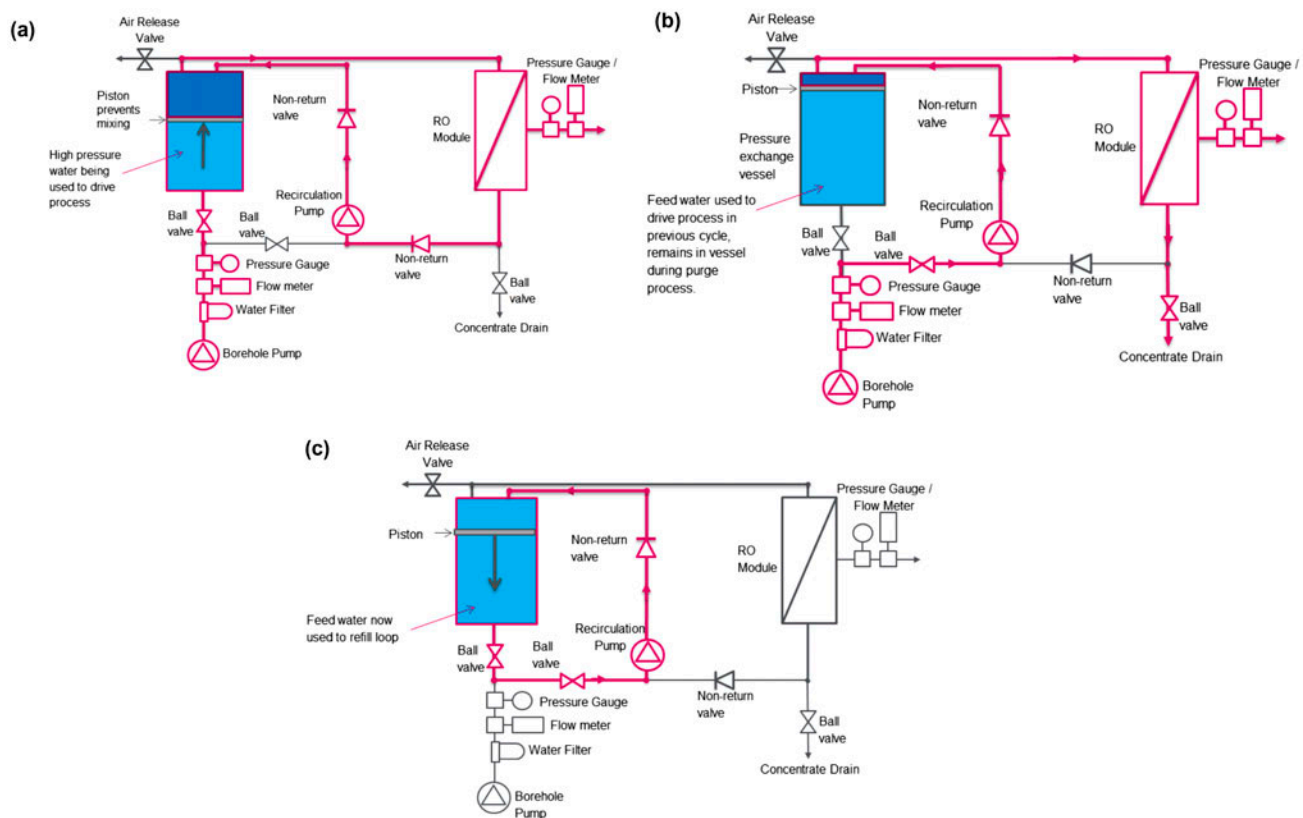 (a)
Air Release
Valve
Pressure Gauge /
Flow Meter
Piston
prevents
mixing
Non-return
valve
RO
Module
High pressure
water being
used to drive
process
Recirculation
Pump
Ball
valve
Ball
valve
Pressure Gauge
Non-return
valve
Flow meter
Ball
valve
Water Filter
Concentrate Drain
Borehole Pump
(b)
Air Release
Valve
Pressure Gauge /
Flow Meter
Piston
Non-return
valve
Pressure
exchange
vessel
RO
Module
Feed water used to
drive process in
previous cycle,
remains in vessel
during purge
process.
Recirculation
Pump
Ball
valve
Ball
valve
Pressure Gauge
Non-return
valve
Flow meter
Ball
valve
Water Filter
Concentrate Drain
Borehole
Pump
(c)
Air Release
Valve
Pressure Gauge /
Flow Meter
Piston
Non-return
valve
RO
Module
Feed water now
used to refill loop
Recirculation
Pump
Ball
valve
Ball
valve
Non-return
valve
Pressure Gauge
Flow meter
Ball
valve
Water Filter
Concentrate Drain
Borehole
Pump